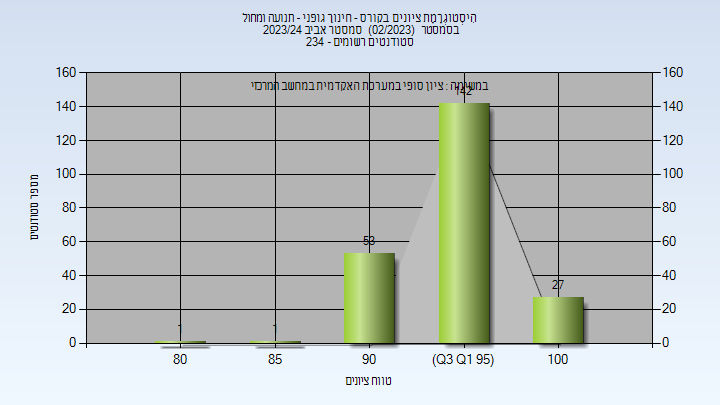 היסטוגרמת ציונים בקורס - חינוך גופני - תנועה ומחול
בסמסטר (02/2023) סמסטר אביב 2023/24
סטודנטים רשומים - 234
במשימה : ציון סופי במערכת האקדמית במחשב המרכזי
160 160
140 140
120 120
100 100
80 80
60 60
40 40
20 20
0 0
מספר סטודנטים
1 1 53 142 27
80 85 90 (Q3 Q1 95) 100
טווח ציונים